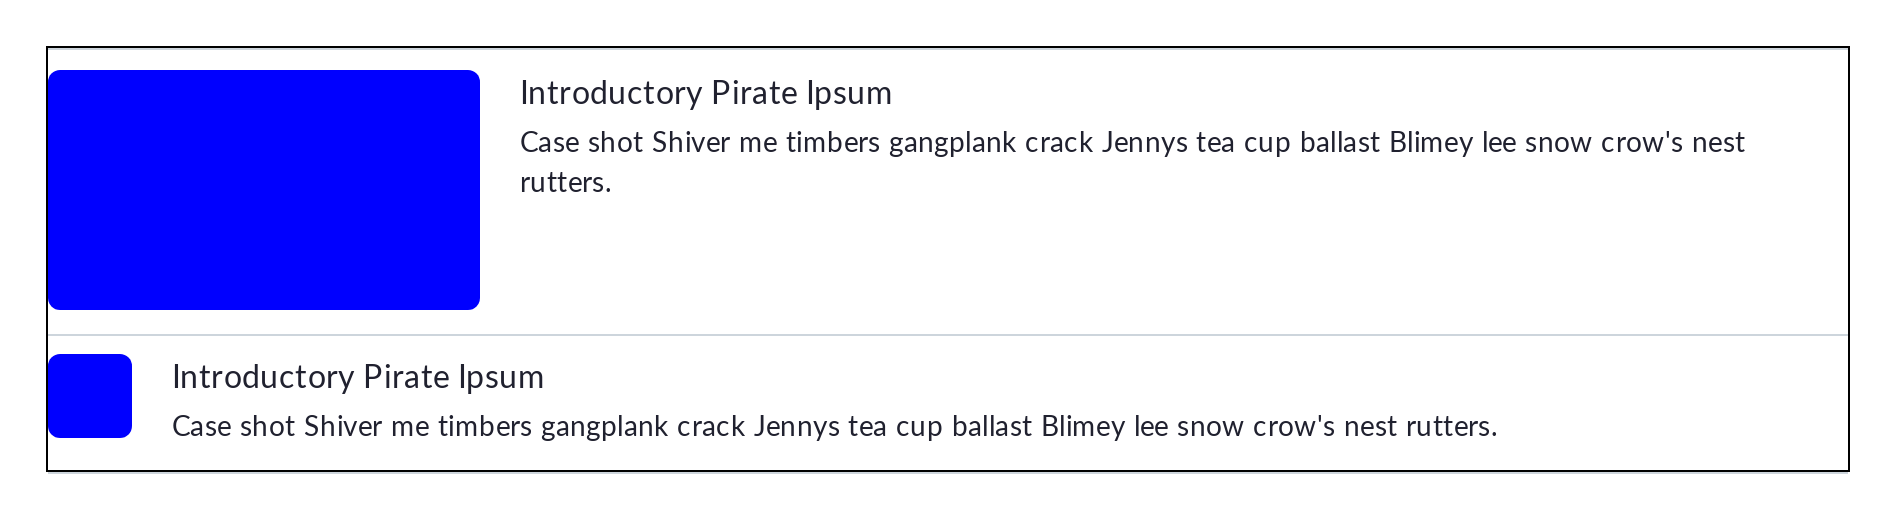 Introductory Pirate Ipsum
Case shot Shiver me timbers gangplank crack Jennys tea cup ballast Blimey lee snow crow's nest
rutters.
Introductory Pirate Ipsum
Case shot Shiver me timbers gangplank crack Jennys tea cup ballast Blimey lee snow crow's nest rutters.